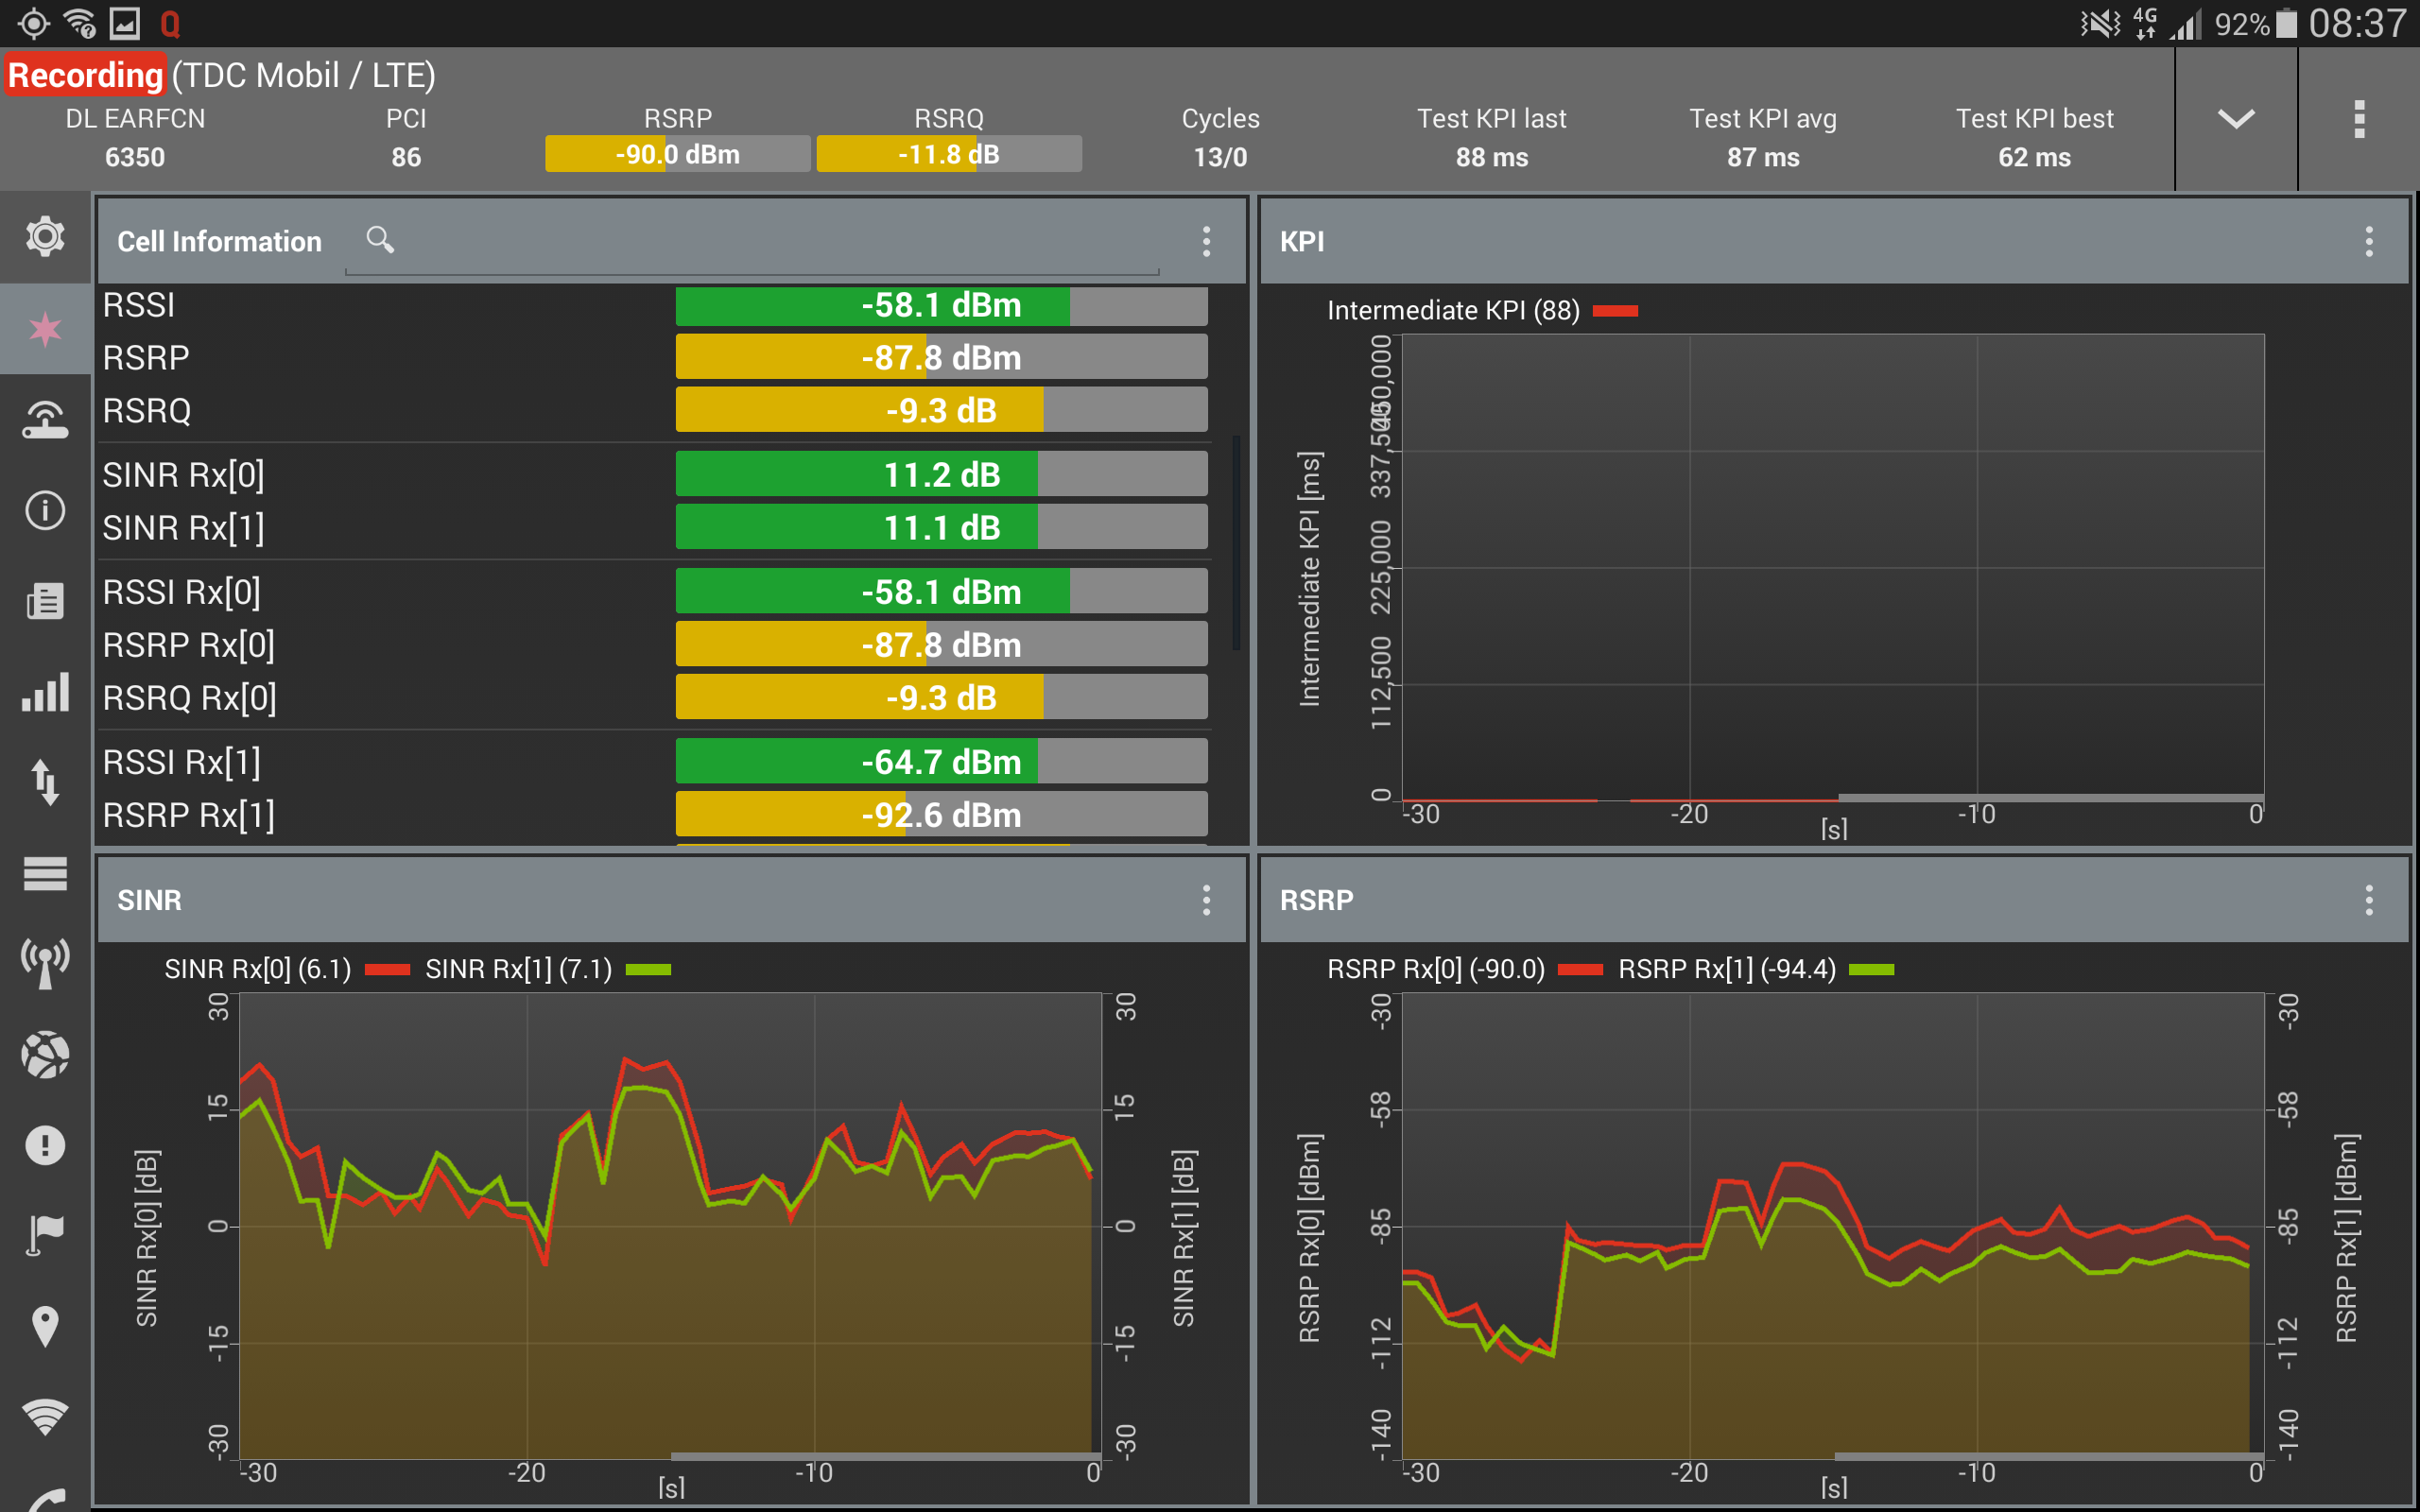 Q 4G 92% 08:37
Recording (TDC Mobil / LTE)
DL EARFCN PCI RSRP RSRQ Cycles Test KPI last Test KPI avg Test KPI best
6350 86 -90.0 dBm -11.8 dB 13/0 88 ms 87 ms 62 ms
Cell Information
RSSI -58.1 dBm
RSRP -87.8 dBm
RSRQ -9.3 dB
SINR Rx[0] 11.2 dB
SINR Rx[1] 11.1 dB
RSSI Rx[0] -58.1 dBm
RSRP Rx[0] -87.8 dBm
RSRQ Rx[0] -9.3 dB
RSSI Rx[1] -64.7 dBm
RSRP Rx[1] -92.6 dBm
KPI
Intermediate KPI (88)
Intermediate KPI [ms]
450,000
337,500
225,000
112,500
0
-30 -20 -10 0
[s]
SINR
SINR Rx[0] (6.1) SINR Rx[1] (7.1)
SINR Rx[0] [dB]
30
15
0
-15
-30
30
15
0
-15
-30
SINR Rx[1] [dB]
-30 -20 -10 0
[s]
RSRP
RSRP Rx[0] (-90.0) RSRP Rx[1] (-94.4)
RSRP Rx[0] [dBm]
-30
-58
-85
-112
-140
-30
-58
-85
-112
-140
RSRP Rx[1] [dBm]
-30 -20 -10 0
[s]